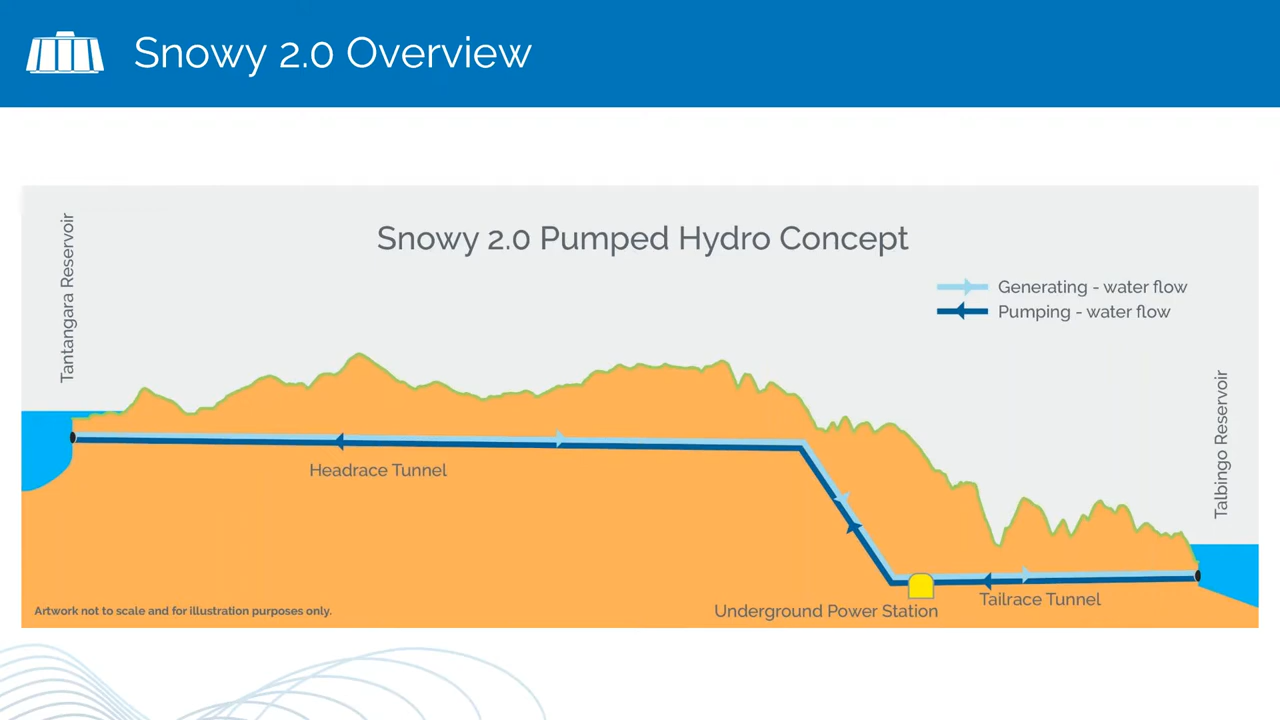 Snowy 2.0 Overview
Tantangara Reservoir
Snowy 2.0 Pumped Hydro Concept
Generating - water flow
Pumping - water flow
Talbingo Reservoir
Headrace Tunnel
Tailrace Tunnel
Underground Power Station
Artwork not to scale and for illustration purposes only.